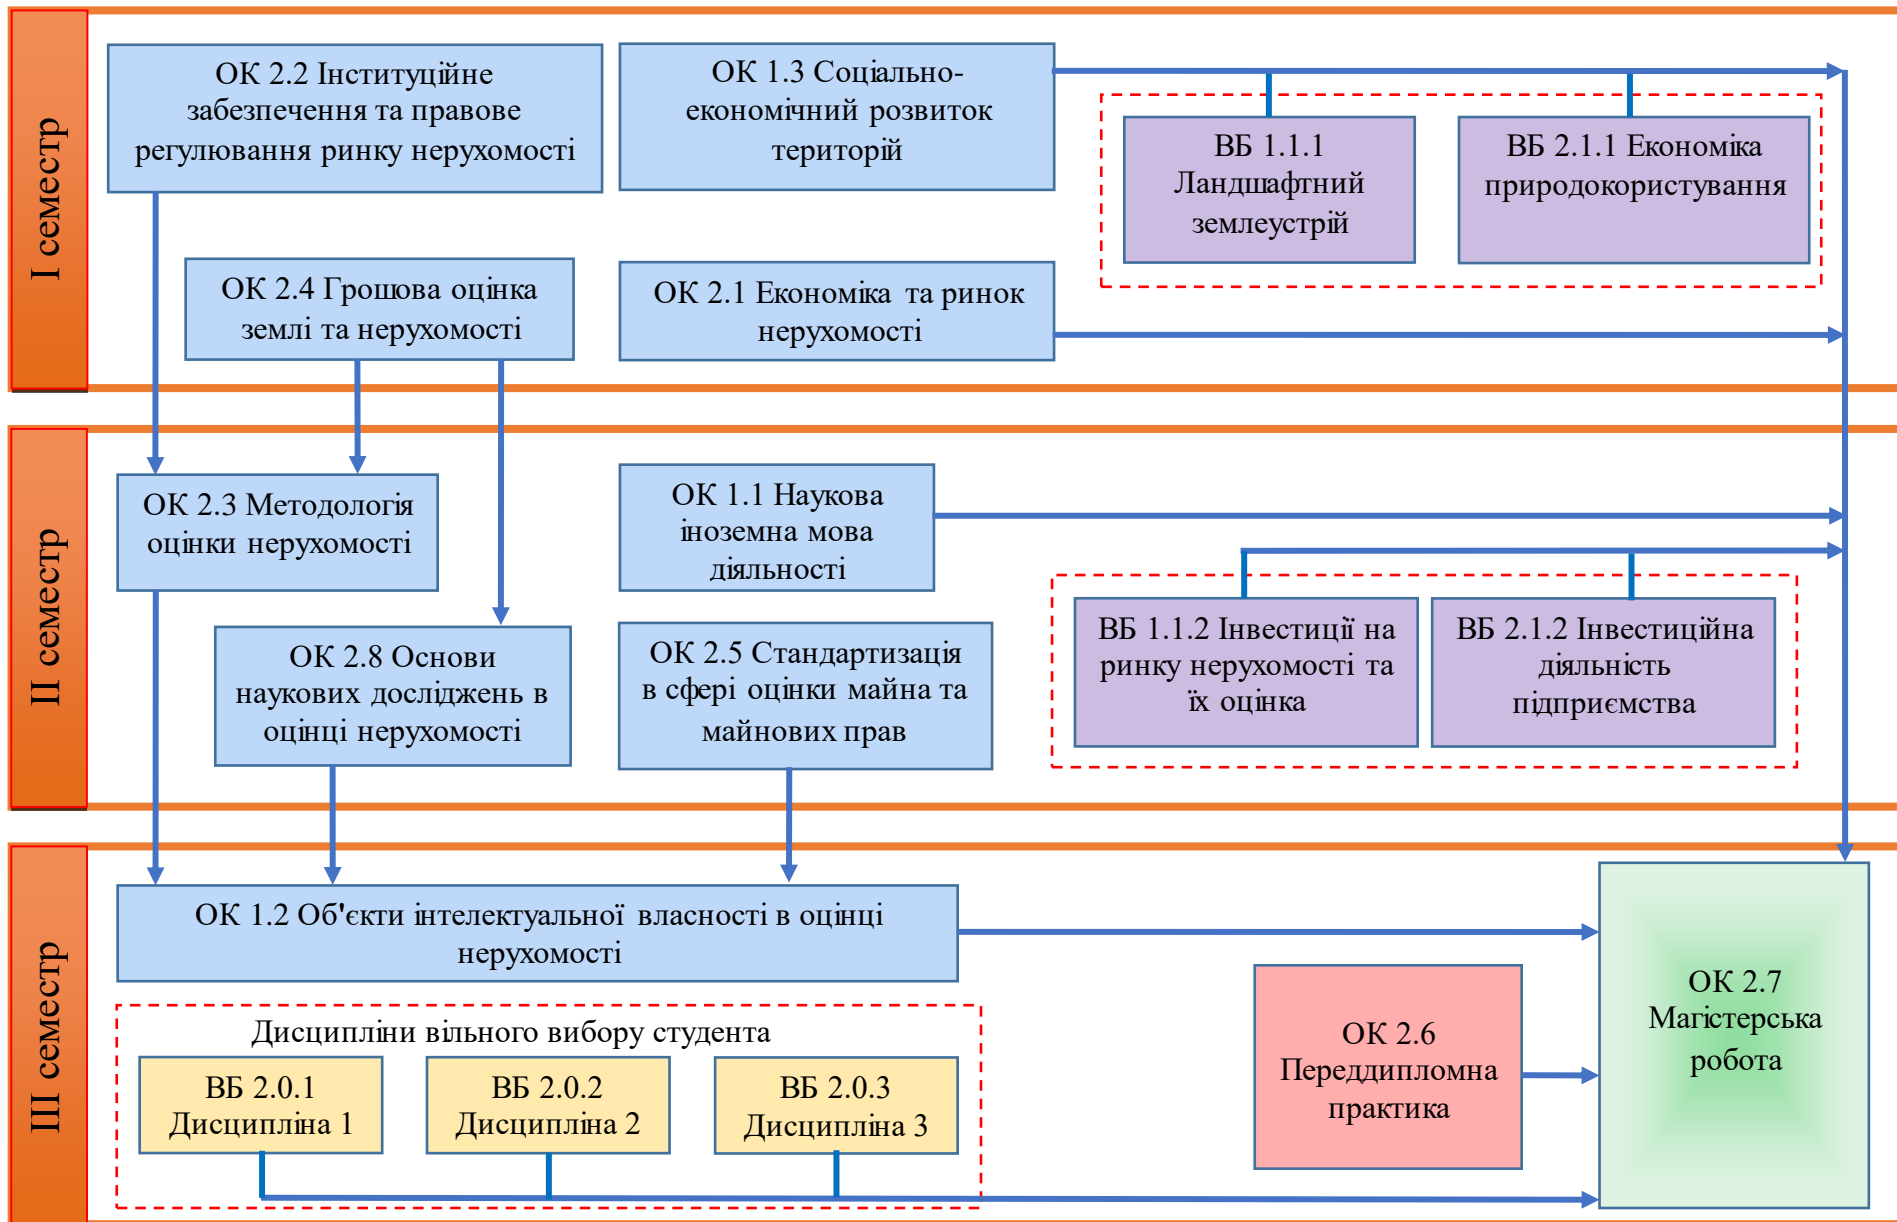 І семестр
ОК 2.2 Інституційне
забезпечення та правове
регулювання ринку нерухомості
ОК 1.3 Соціально-
економічний розвиток
територій
ВБ 1.1.1
Ландшафтний
землеустрій
ВБ 2.1.1 Економіка
природокористування
ОК 2.4 Грошова оцінка
землі та нерухомості
ОК 2.1 Економіка та ринок
нерухомості
ІІ семестр
ОК 2.3 Методологія
оцінки нерухомості
ОК 1.1 Наукова
іноземна мова
діяльності
ОК 2.8 Основи
наукових досліджень в
оцінці нерухомості
ОК 2.5 Стандартизація
в сфері оцінки майна та
майнових прав
ВБ 1.1.2 Інвестиції на
ринку нерухомості та
їх оцінка
ВБ 2.1.2 Інвестиційна
діяльність
підприємства
ІІІ семестр
ОК 1.2 Об'єкти інтелектуальної власності в оцінці
нерухомості
Дисципліни вільного вибору студента
ВБ 2.0.1
Дисципліна 1
ВБ 2.0.2
Дисципліна 2
ВБ 2.0.3
Дисципліна 3
ОК 2.6
Переддипломна
практика
ОК 2.7
Магістерська
робота